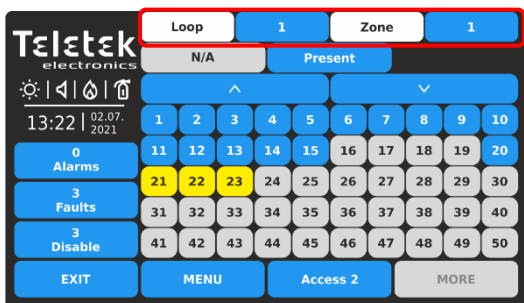 Teletek
electronics
Loop 1 Zone 1
N/A Present
13:22 02.07.
2021
1 2 3 4 5 6 7 8 9 10
11 12 13 14 15 16 17 18 19 20
21 22 23 24 25 26 27 28 29 30
31 32 33 34 35 36 37 38 39 40
41 42 43 44 45 46 47 48 49 50
0
Alarms
3
Faults
3
Disable
EXIT MENU Access 2 MORE